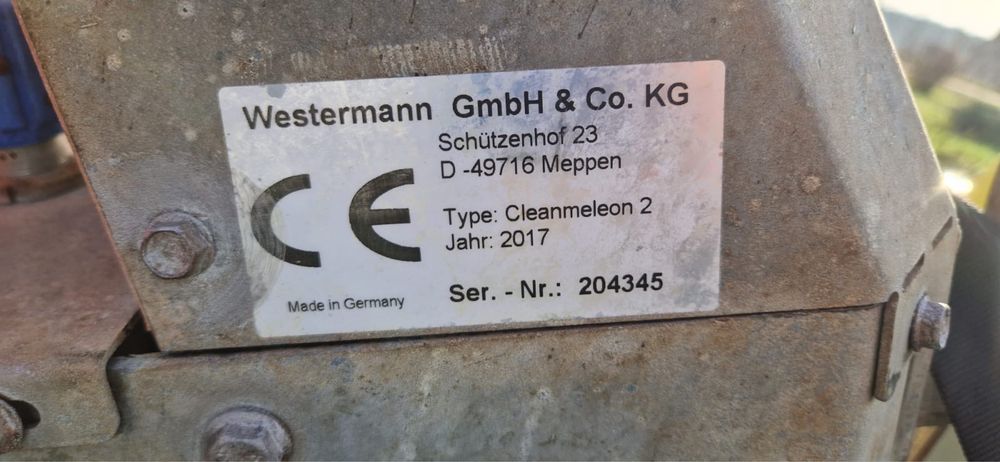 Westermann GmbH & Co. KG
Schützenhof 23
D -49716 Meppen
CE
Type: Cleanmeleon 2
Jahr: 2017
Made in Germany
Ser. - Nr.: 204345